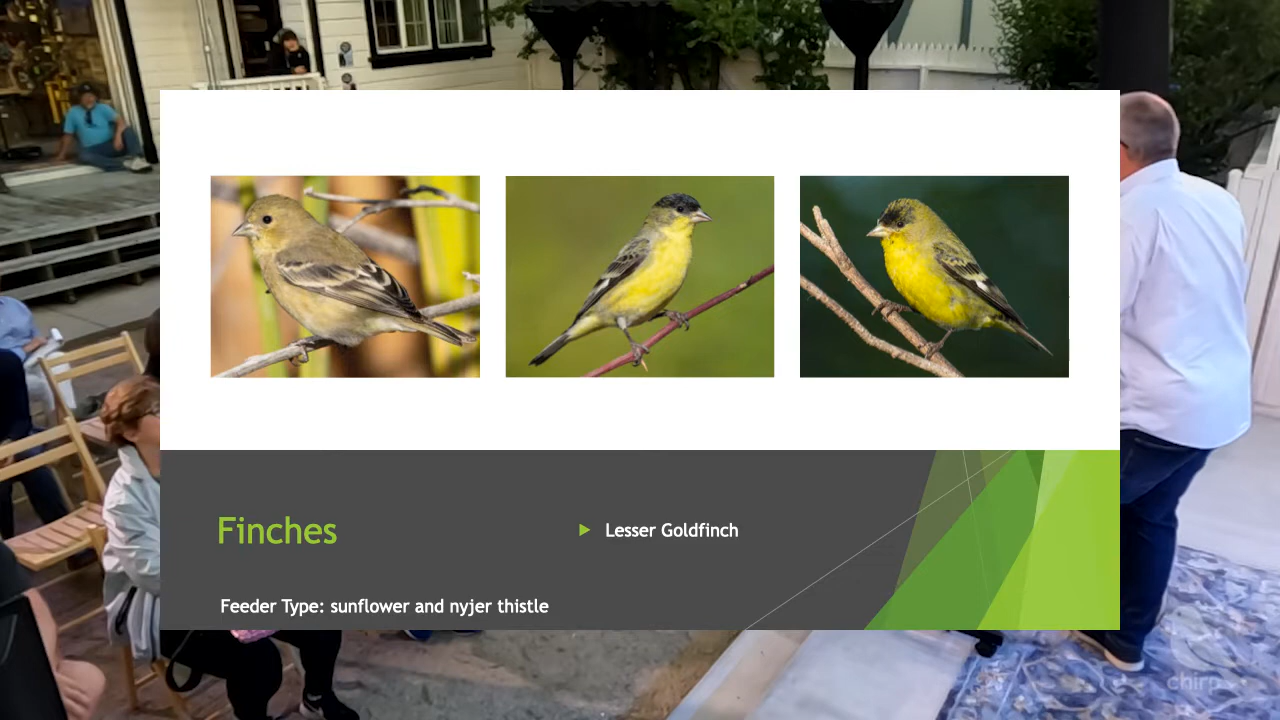 Finches
Lesser Goldfinch
Feeder Type: sunflower and nyjer thistle
chirp